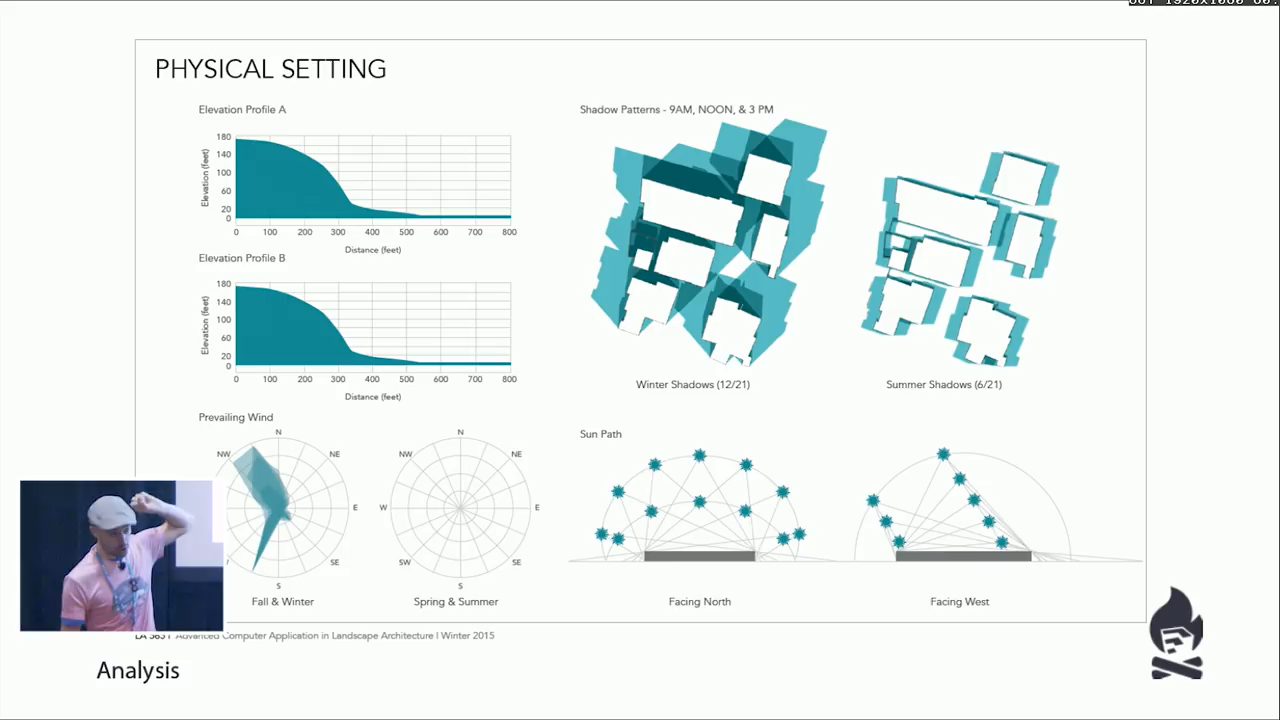 PHYSICAL SETTING
Elevation Profile A
Elevation (feet)
180
140
100
60
20
0
0 100 200 300 400 500 600 700 800
Distance (feet)
Elevation Profile B
Elevation (feet)
180
140
100
60
20
0
0 100 200 300 400 500 600 700 800
Distance (feet)
Prevailing Wind
N
NW
NE
E
SE
S
Fall & Winter
N
NW
NE
W
E
SW
SE
S
Spring & Summer
Shadow Patterns - 9AM, NOON, & 3 PM
Winter Shadows (12/21)
Summer Shadows (6/21)
Sun Path
Facing North
Facing West
Advanced Computer Application in Landscape Architecture | Winter 2015
Analysis